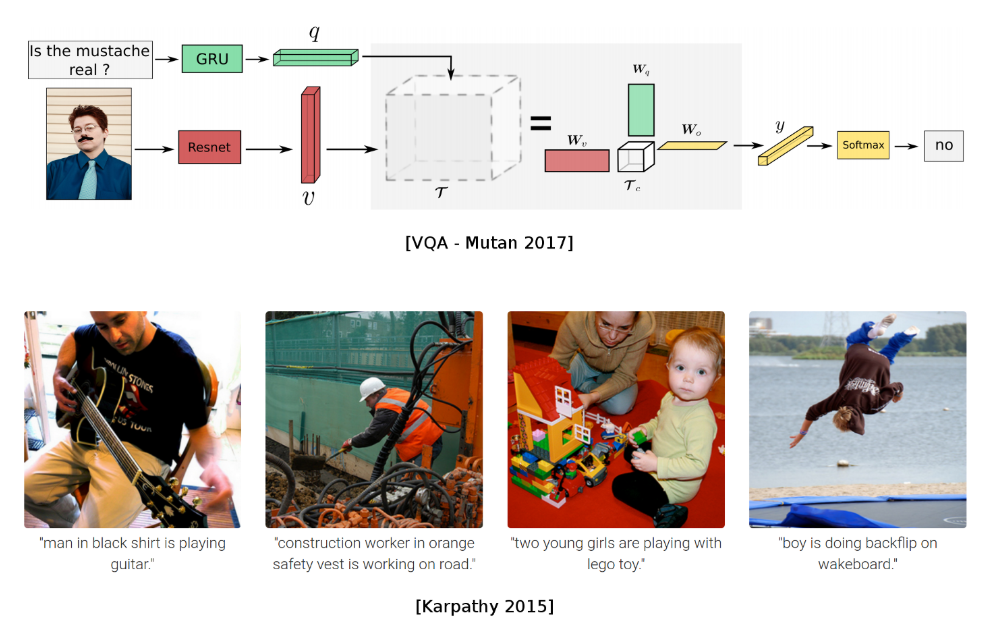 Is the mustache
real ?
GRU
q
Resnet
v
𝒯
=
W_q
W_v
W_o
𝒯_c
y
Softmax
no
[VQA - Mutan 2017]
"man in black shirt is playing
guitar."
"construction worker in orange
safety vest is working on road."
"two young girls are playing with
lego toy."
"boy is doing backflip on
wakeboard."
[Karpathy 2015]